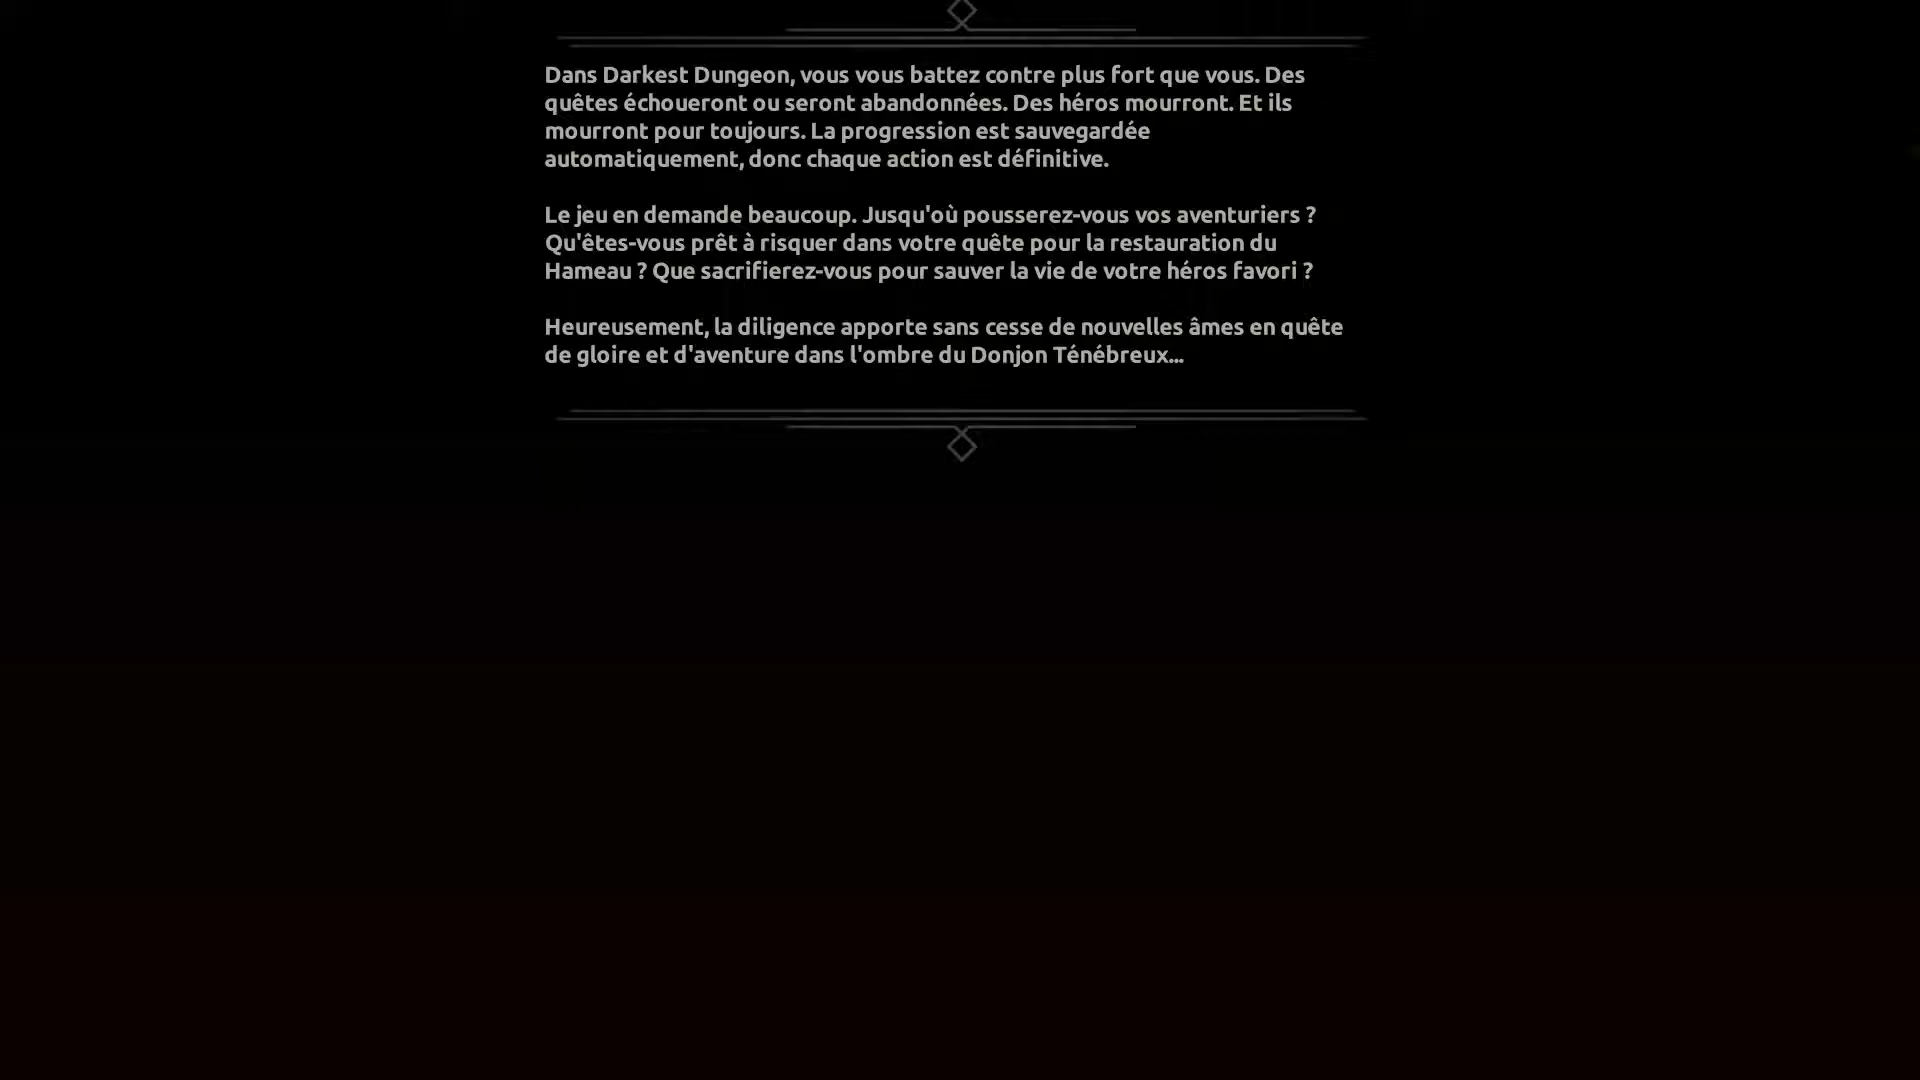 Dans Darkest Dungeon, vous vous battez contre plus fort que vous. Des
quêtes échoueront ou seront abandonnées. Des héros mourront. Et ils
mourront pour toujours. La progression est sauvegardée
automatiquement, donc chaque action est définitive.
Le jeu en demande beaucoup. Jusqu'où pousserez-vous vos aventuriers ?
Qu'êtes-vous prêt à risquer dans votre quête pour la restauration du
Hameau ? Que sacrifierez-vous pour sauver la vie de votre héros favori ?
Heureusement, la diligence apporte sans cesse de nouvelles âmes en quête
de gloire et d'aventure dans l'ombre du Donjon Ténébreux...